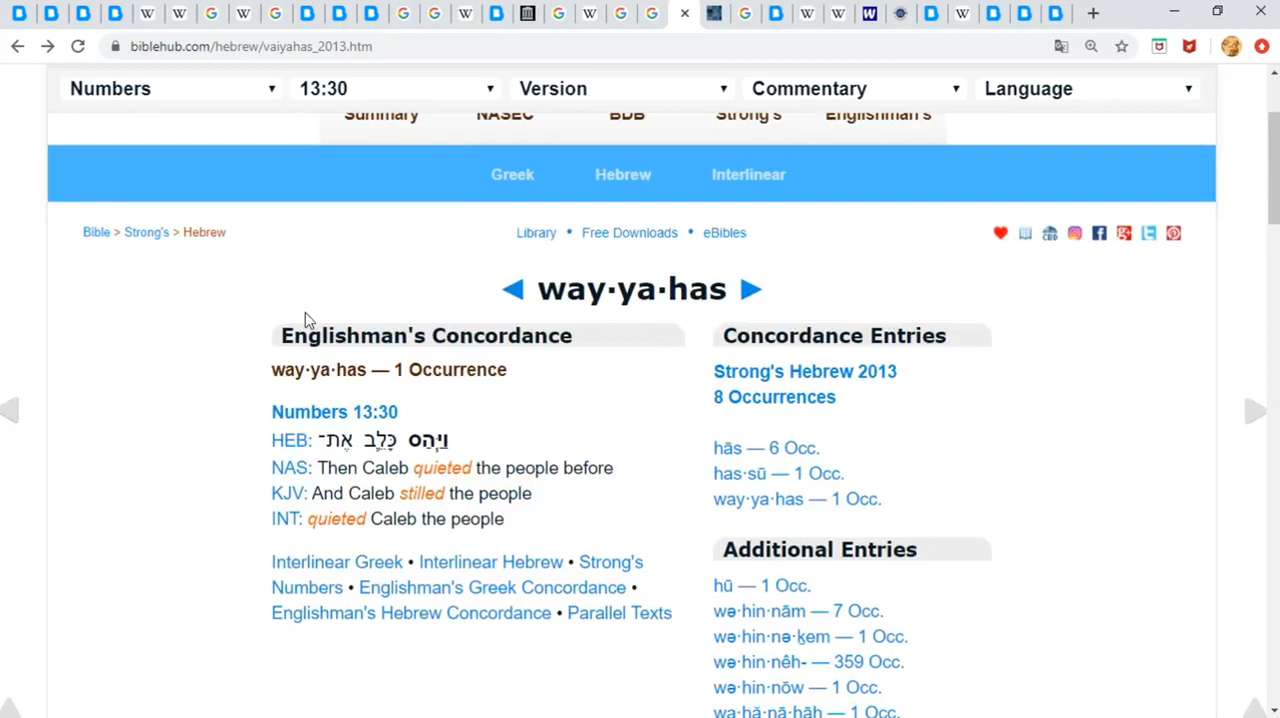 biblehub.com/hebrew/vaiyahas_2013.htm
Numbers 13:30 Version Commentary Language
Summary NASEC BDB Strong's Englishman's
Greek Hebrew Interlinear
Bible > Strong's > Hebrew Library • Free Downloads • eBibles
◀ way·ya·has ▶
Englishman's Concordance
way·ya·has — 1 Occurrence
Numbers 13:30
HEB: וַיַּ֧הַס כָּלֵ֛ב אֶת־
NAS: Then Caleb quieted the people before
KJV: And Caleb stilled the people
INT: quieted Caleb the people
Interlinear Greek • Interlinear Hebrew • Strong's
Numbers • Englishman's Greek Concordance •
Englishman's Hebrew Concordance • Parallel Texts
Concordance Entries
Strong's Hebrew 2013
8 Occurrences
hās — 6 Occ.
has·sū — 1 Occ.
way·ya·has — 1 Occ.
Additional Entries
hū — 1 Occ.
wə·hin·nām — 7 Occ.
wə·hin·nə·ḵem — 1 Occ.
wə·hin·nêh- — 359 Occ.
wə·hin·nōw — 1 Occ.
wa·hă·nā·ḥāh — 1 Occ.